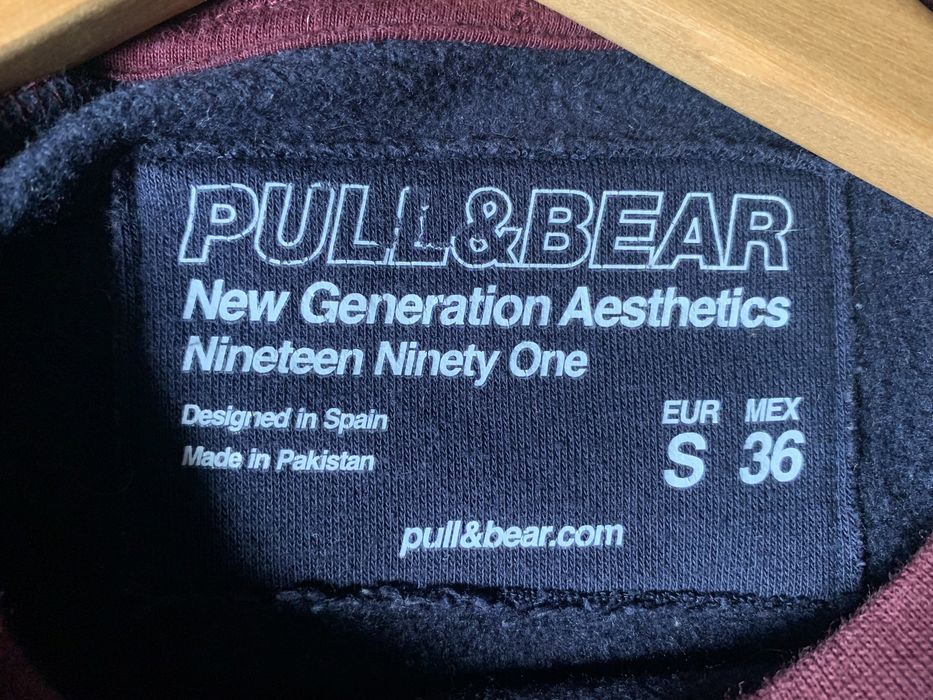 PULL&BEAR
New Generation Aesthetics
Nineteen Ninety One
Designed in Spain
Made in Pakistan
EUR MEX
S 36
pull&bear.com